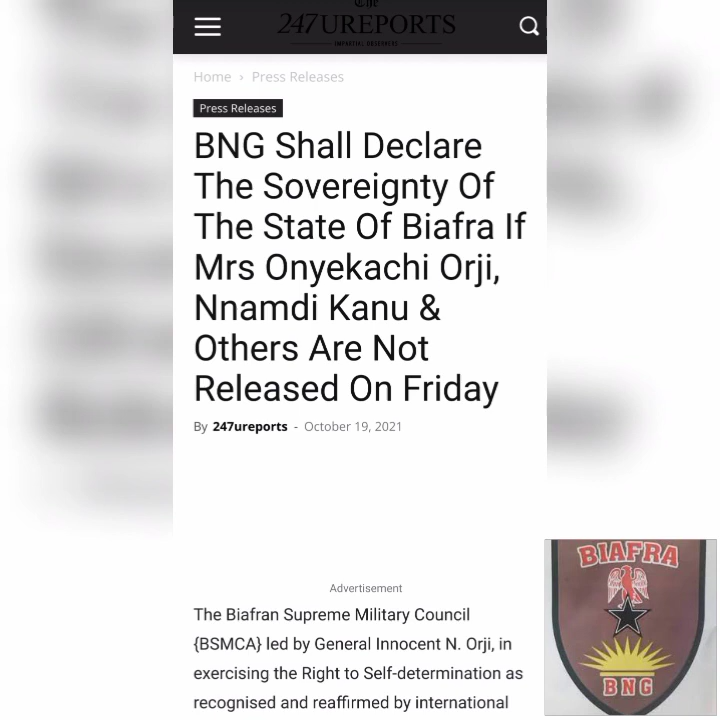 The
247UREPORTS
IMPARTIAL OBSERVERS
Home › Press Releases
Press Releases
BNG Shall Declare
The Sovereignty Of
The State Of Biafra If
Mrs Onyekachi Orji,
Nnamdi Kanu &
Others Are Not
Released On Friday
By 247ureports - October 19, 2021
Advertisement
The Biafran Supreme Military Council
{BSMCA} led by General Innocent N. Orji, in
exercising the Right to Self-determination as
recognised and reaffirmed by international
BIAFRA
BNG